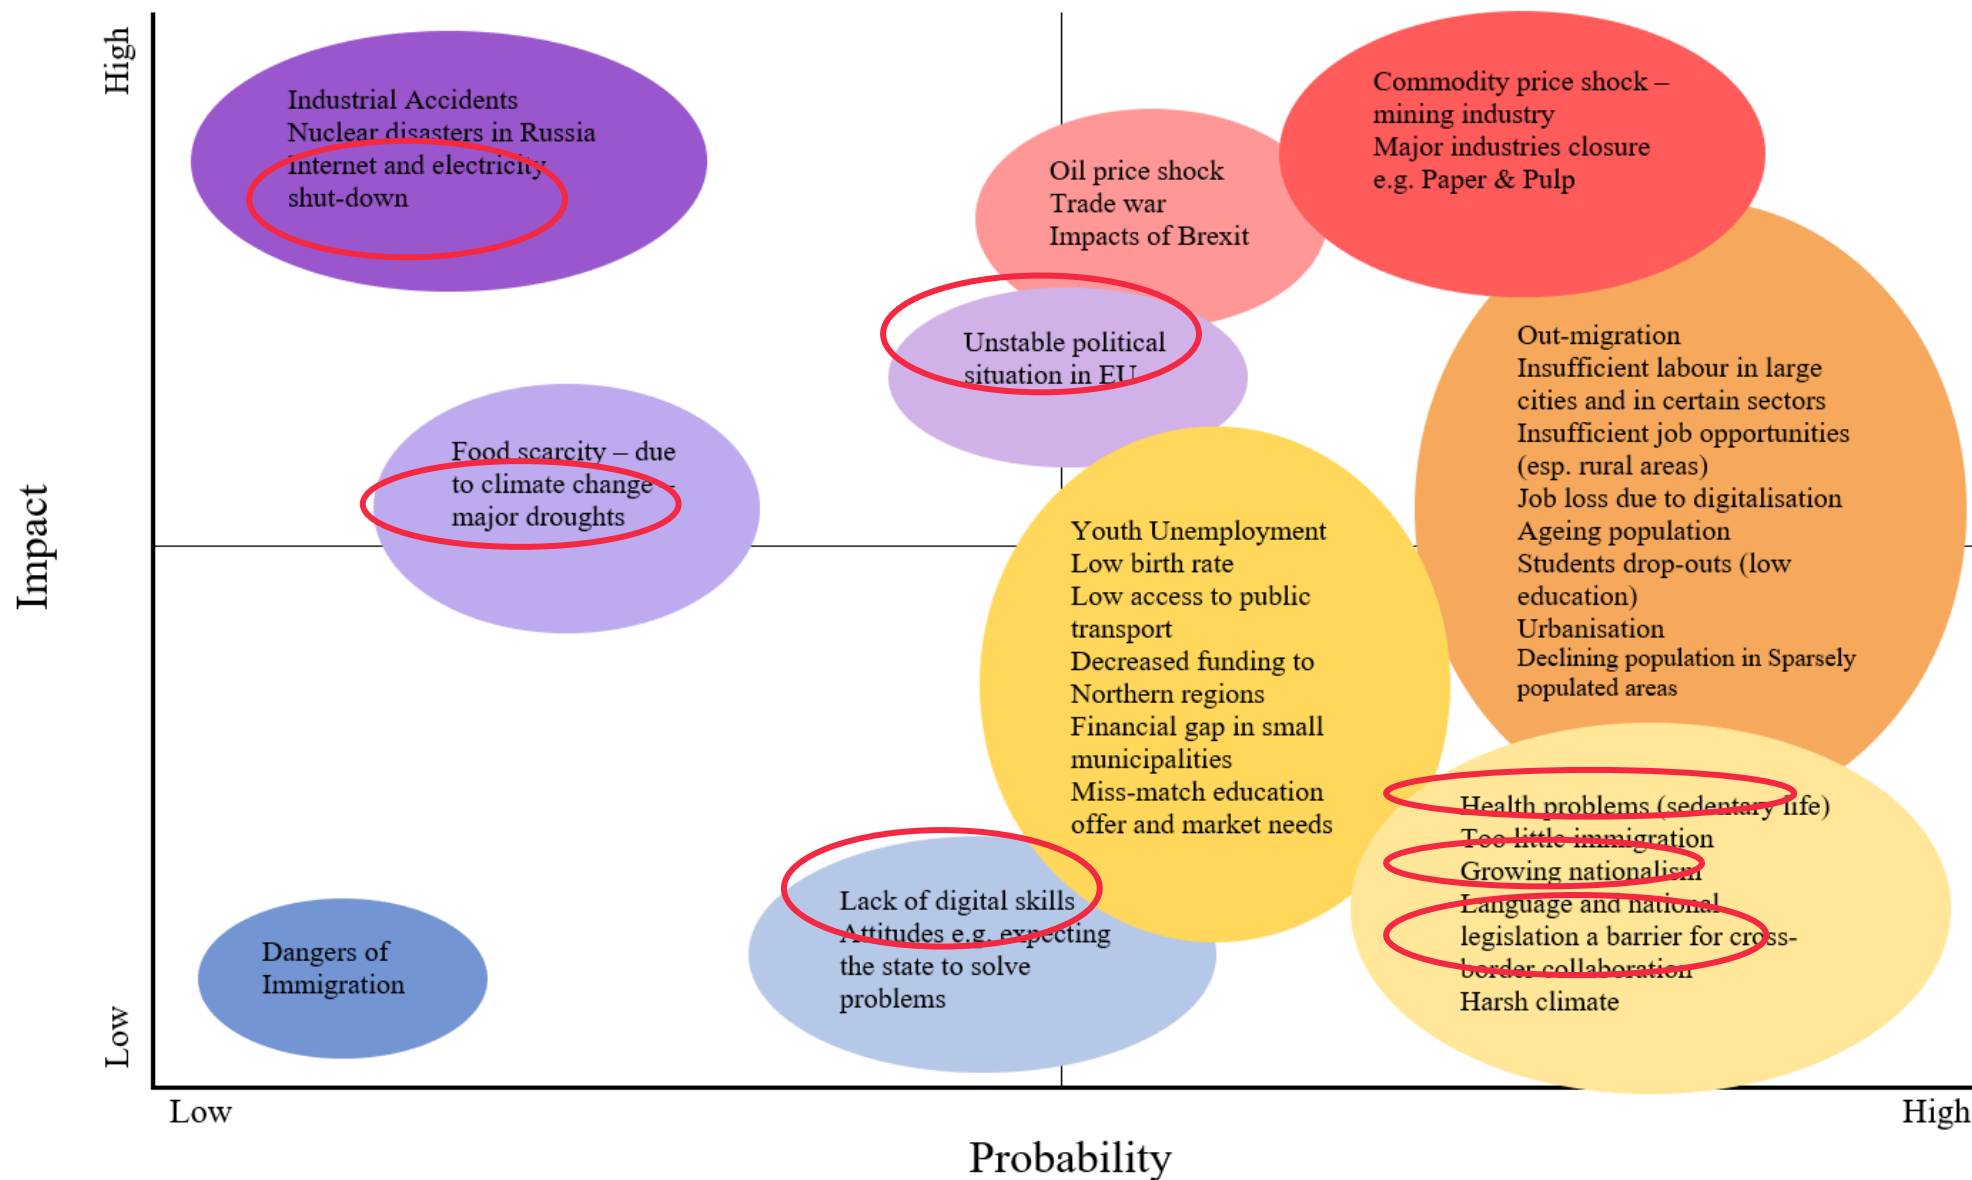 High
Industrial Accidents
Nuclear disasters in Russia
Internet and electricity
shut-down
Oil price shock
Trade war
Impacts of Brexit
Commodity price shock –
mining industry
Major industries closure
e.g. Paper & Pulp
Unstable political
situation in EU
Out-migration
Insufficient labour in large
cities and in certain sectors
Insufficient job opportunities
(esp. rural areas)
Job loss due to digitalisation
Ageing population
Students drop-outs (low
education)
Urbanisation
Declining population in Sparsely
populated areas
Food scarcity – due
to climate change –
major droughts
Impact
Youth Unemployment
Low birth rate
Low access to public
transport
Decreased funding to
Northern regions
Financial gap in small
municipalities
Miss-match education
offer and market needs
Health problems (sedentary life)
Too little immigration
Growing nationalism
Language and national
legislation a barrier for cross-
border collaboration
Harsh climate
Lack of digital skills
Attitudes e.g. expecting
the state to solve
problems
Dangers of
Immigration
Low
Low
High
Probability